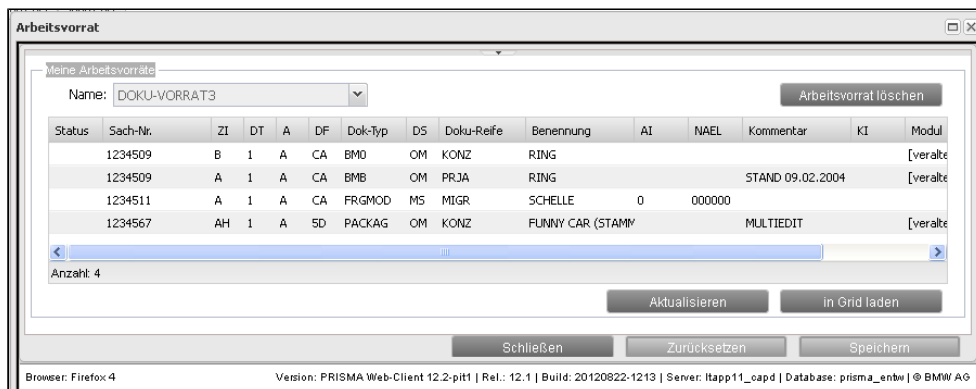 Arbeitsvorrat
Meine Arbeitsvorräte
Name: DOKU-VORRAT3 Arbeitsvorrat löschen
Status Sach-Nr. ZI DT A DF Dok-Typ DS Doku-Reife Benennung AI NAEL Kommentar KI Modul
1234509 B 1 A CA BM0 OM KONZ RING [veralte
1234509 A 1 A CA BMB OM PRJA RING STAND 09.02.2004 [veralte
1234511 A 1 A CA FRGMOD MS MIGR SCHELLE 0 000000
1234567 AH 1 A 5D PACKAG OM KONZ FUNNY CAR (STAMM MULTIEDIT [veralte
Anzahl: 4
Aktualisieren in Grid laden
Schließen Zurücksetzen Speichern
Browser: Firefox 4 Version: PRISMA Web-Client 12.2-pit1 | Rel.: 12.1 | Build: 20120822-1213 | Server: ltapp11_capd | Database: prisma_entw | © BMW AG